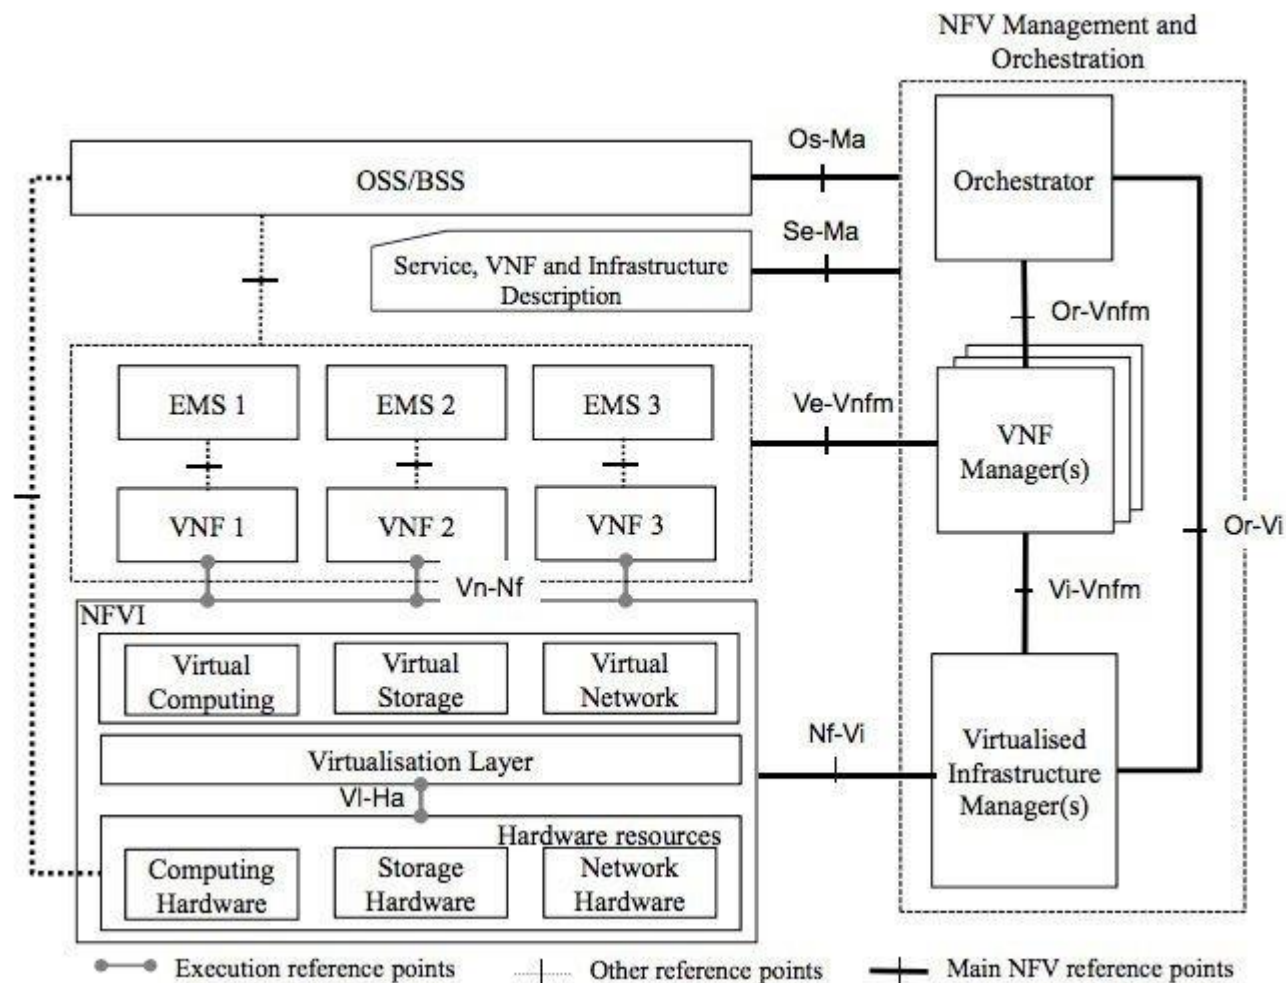 NFV Management and
Orchestration
Os-Ma
OSS/BSS
Orchestrator
Se-Ma
Service, VNF and Infrastructure
Description
Or-Vnfm
EMS 1
EMS 2
EMS 3
Ve-Vnfm
VNF
Manager(s)
VNF 1
VNF 2
VNF 3
Or-Vi
Vn-Nf
Vi-Vnfm
NFVI
Virtual
Computing
Virtual
Storage
Virtual
Network
Nf-Vi
Virtualised
Infrastructure
Manager(s)
Virtualisation Layer
Vl-Ha
Hardware resources
Computing
Hardware
Storage
Hardware
Network
Hardware
Execution reference points
Other reference points
Main NFV reference points